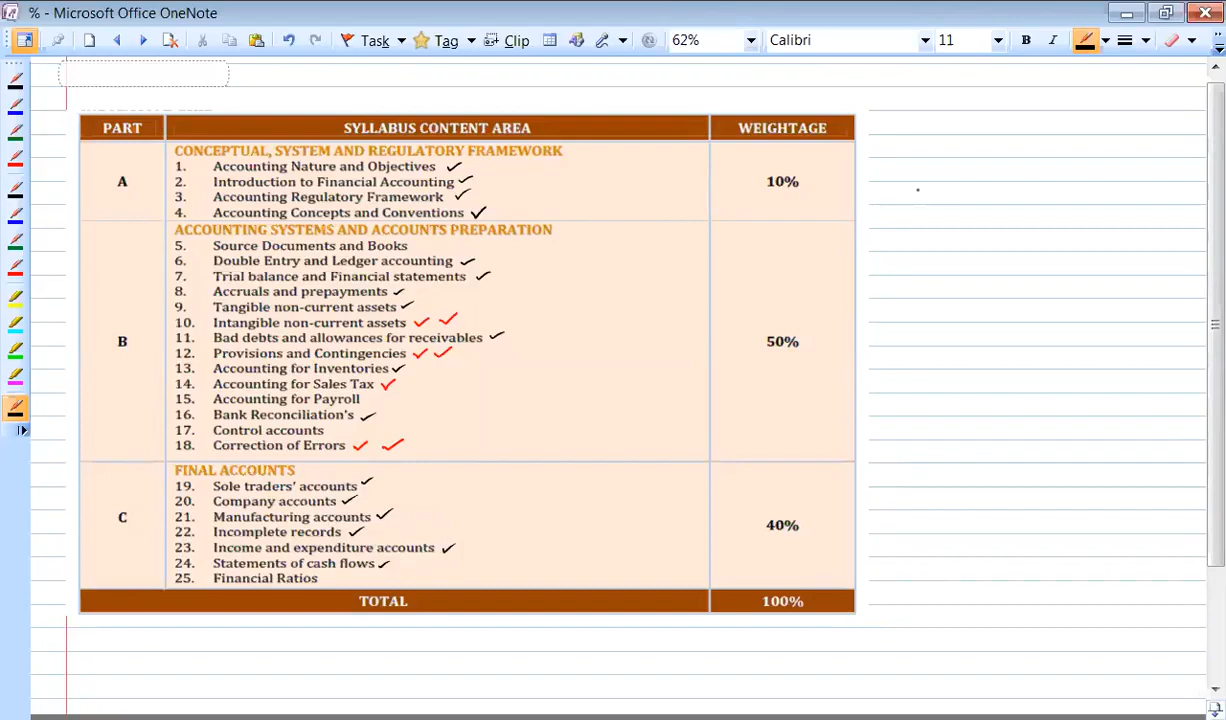 % - Microsoft Office OneNote
Task Tag Clip 62% Calibri 11 B I
PART SYLLABUS CONTENT AREA WEIGHTAGE
CONCEPTUAL, SYSTEM AND REGULATORY FRAMEWORK
1. Accounting Nature and Objectives
A 2. Introduction to Financial Accounting 10%
3. Accounting Regulatory Framework
4. Accounting Concepts and Conventions
ACCOUNTING SYSTEMS AND ACCOUNTS PREPARATION
5. Source Documents and Books
6. Double Entry and Ledger accounting
7. Trial balance and Financial statements
8. Accruals and prepayments
9. Tangible non-current assets
10. Intangible non-current assets
B 11. Bad debts and allowances for receivables 50%
12. Provisions and Contingencies
13. Accounting for Inventories
14. Accounting for Sales Tax
15. Accounting for Payroll
16. Bank Reconciliation's
17. Control accounts
18. Correction of Errors
FINAL ACCOUNTS
19. Sole traders' accounts
20. Company accounts
C 21. Manufacturing accounts 40%
22. Incomplete records
23. Income and expenditure accounts
24. Statements of cash flows
25. Financial Ratios
TOTAL 100%